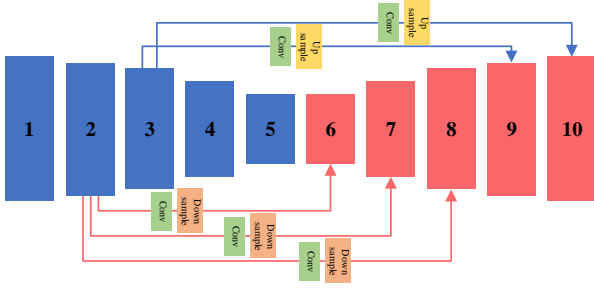 Conv
Up
sample
Conv
Up
sample
1
2
3
4
5
6
7
8
9
10
Conv
Down
sample
Conv
Down
sample
Conv
Down
sample